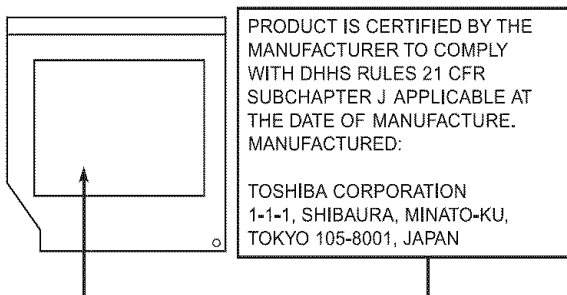 PRODUCT IS CERTIFIED BY THE
MANUFACTURER TO COMPLY
WITH DHHS RULES 21 CFR
SUBCHAPTER J APPLICABLE AT
THE DATE OF MANUFACTURE.
MANUFACTURED:
TOSHIBA CORPORATION
1-1-1, SHIBAURA, MINATO-KU,
TOKYO 105-8001, JAPAN